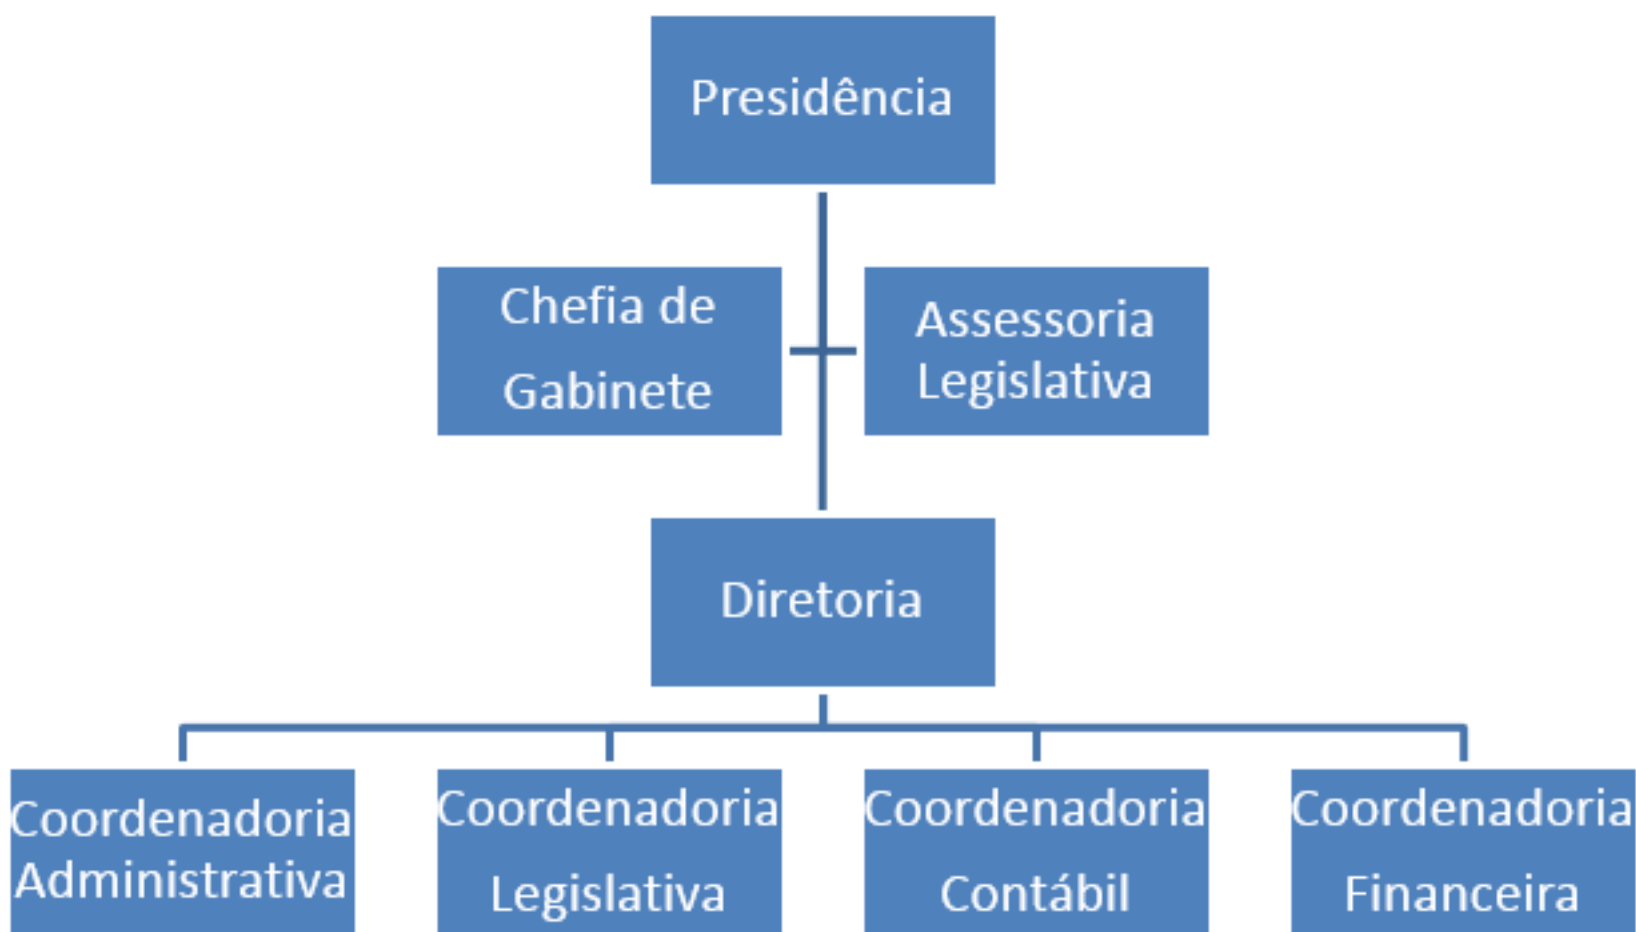 Presidência
Chefia de
Gabinete
Assessoria
Legislativa
Diretoria
Coordenadoria
Administrativa
Coordenadoria
Legislativa
Coordenadoria
Contábil
Coordenadoria
Financeira